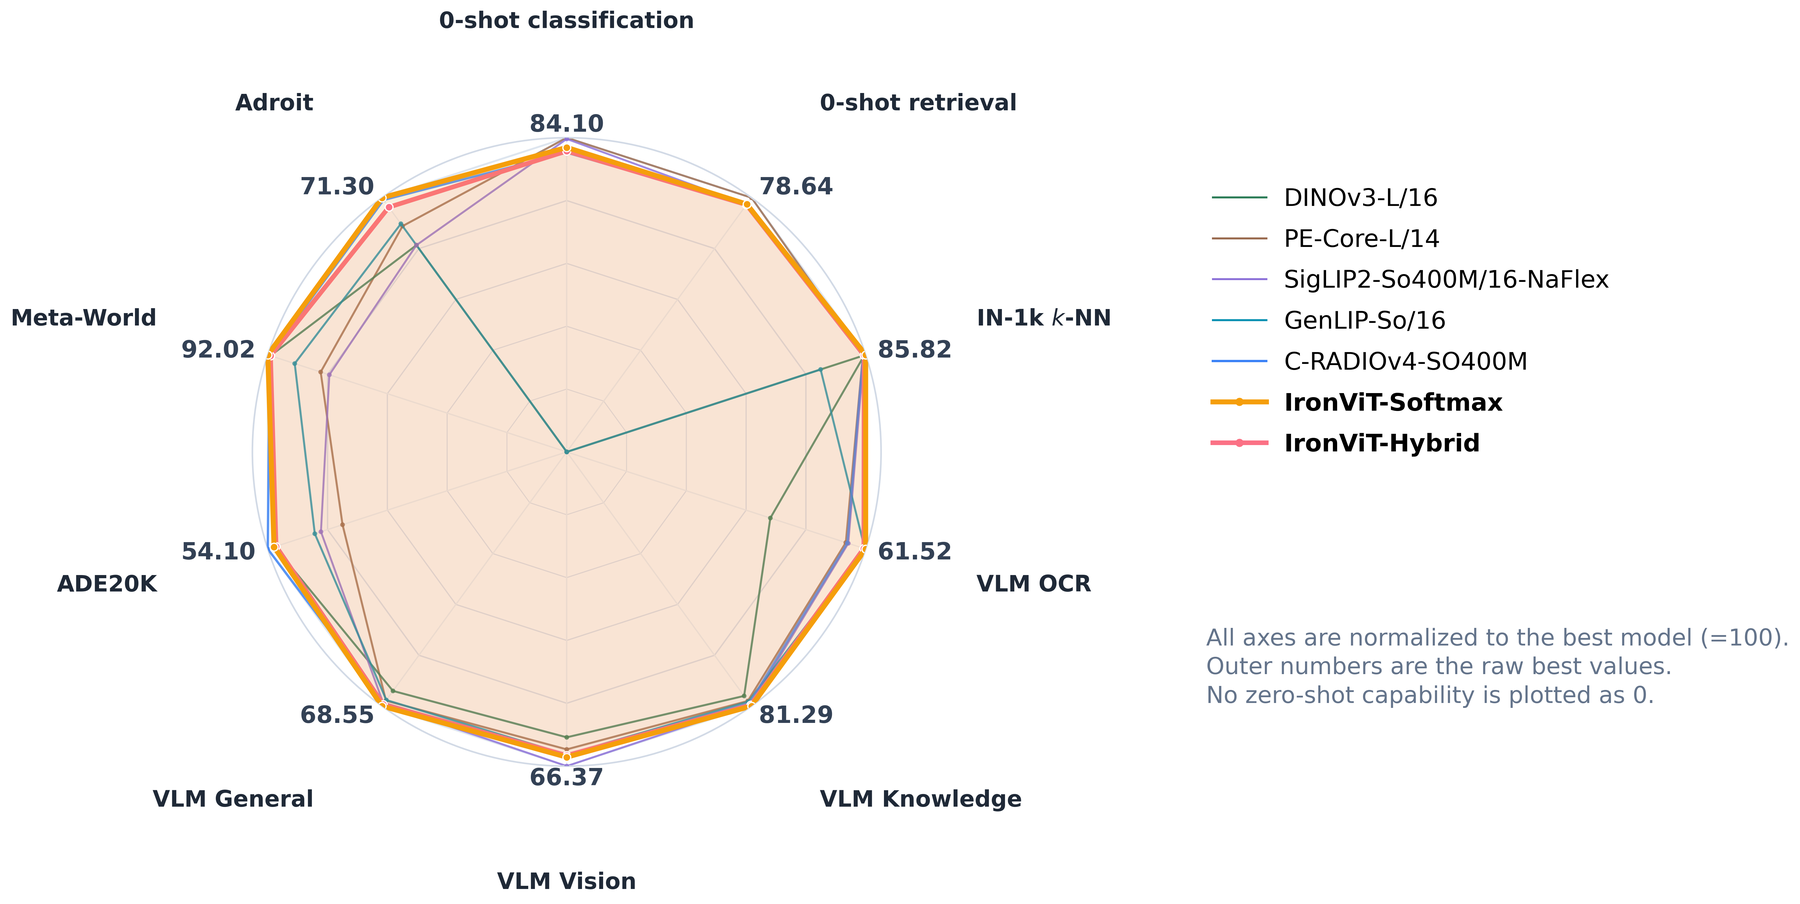 0-shot classification
Adroit
0-shot retrieval
84.10
71.30
78.64
Meta-World
92.02
85.82
IN-1k k-NN
54.10
61.52
ADE20K
VLM OCR
68.55
81.29
66.37
VLM General
VLM Knowledge
VLM Vision
DINOv3-L/16
PE-Core-L/14
SigLIP2-So400M/16-NaFlex
GenLIP-So/16
C-RADIOv4-SO400M
IronViT-Softmax
IronViT-Hybrid
All axes are normalized to the best model (=100).
Outer numbers are the raw best values.
No zero-shot capability is plotted as 0.